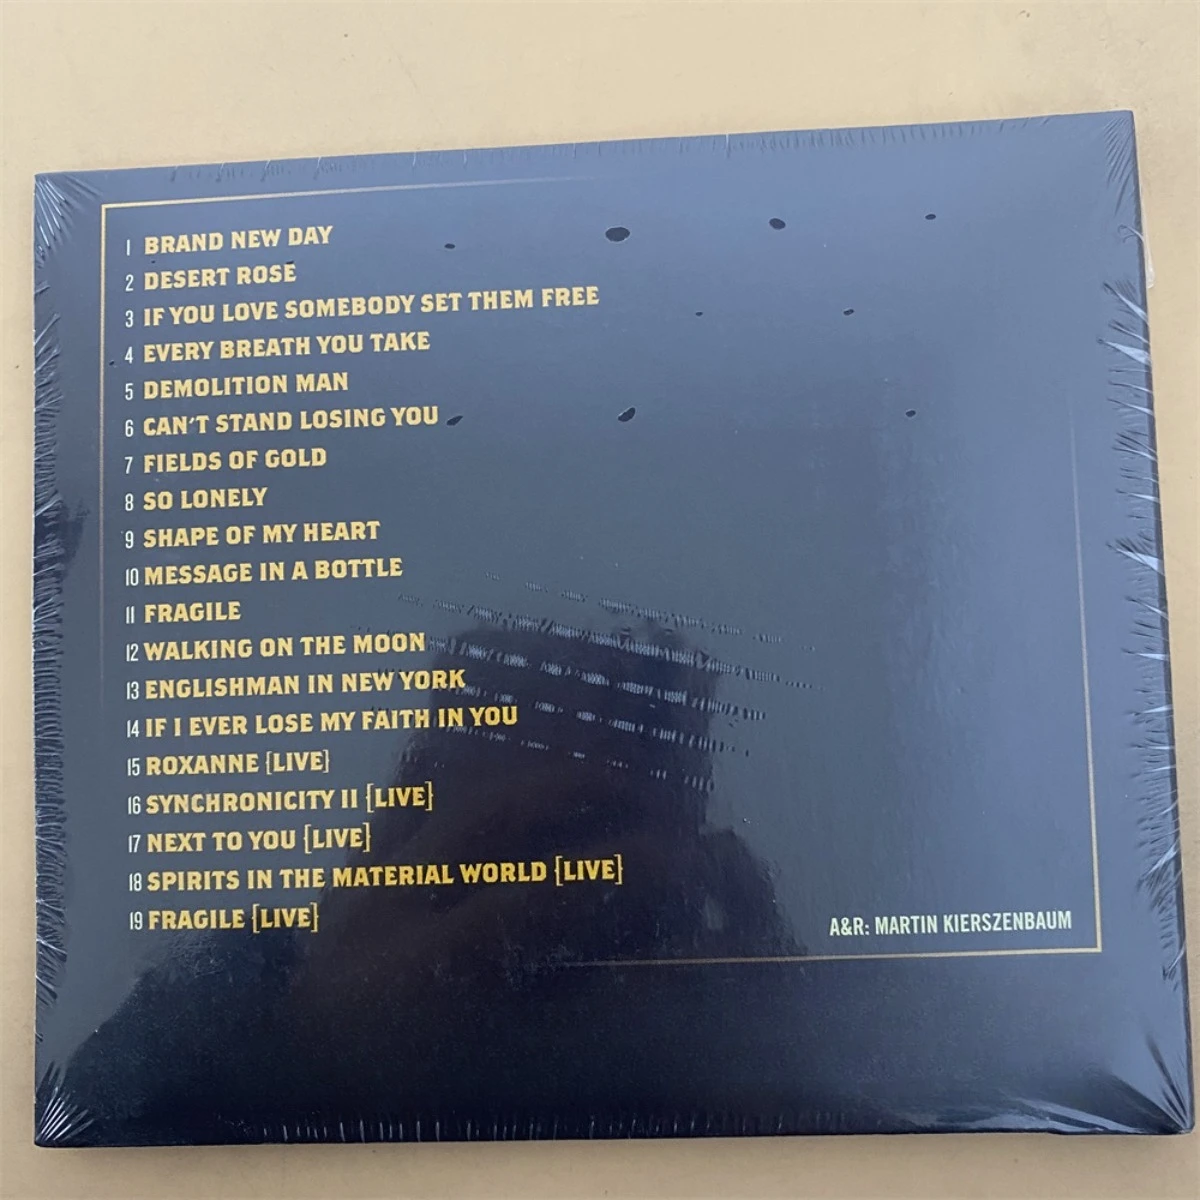 1 BRAND NEW DAY
2 DESERT ROSE
3 IF YOU LOVE SOMEBODY SET THEM FREE
4 EVERY BREATH YOU TAKE
5 DEMOLITION MAN
6 CAN'T STAND LOSING YOU
7 FIELDS OF GOLD
8 SO LONELY
9 SHAPE OF MY HEART
10 MESSAGE IN A BOTTLE
11 FRAGILE
12 WALKING ON THE MOON
13 ENGLISHMAN IN NEW YORK
14 IF I EVER LOSE MY FAITH IN YOU
15 ROXANNE {LIVE}
16 SYNCHRONICITY II {LIVE}
17 NEXT TO YOU {LIVE}
18 SPIRITS IN THE MATERIAL WORLD {LIVE}
19 FRAGILE {LIVE}
A&R: MARTIN KIERSZENBAUM